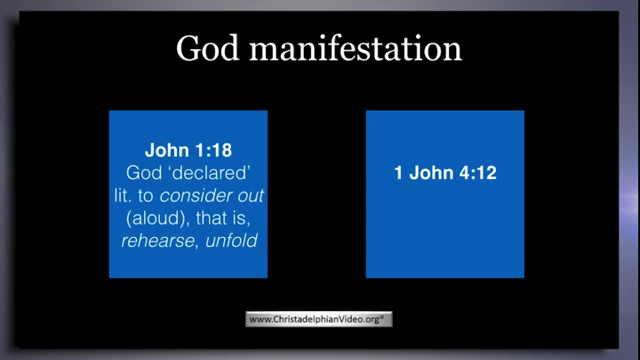 God manifestation
John 1:18
God ‘declared’
lit. to consider out
(aloud), that is,
rehearse, unfold
1 John 4:12
www.ChristadelphianVideo.org®